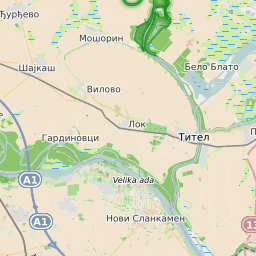 Ђурђево
Мошорин
Шајкаш
Бело Блато
Вилово
Лок
Тител
Гардиновци
Velika ada
A1
A1
Нови Сланкамен